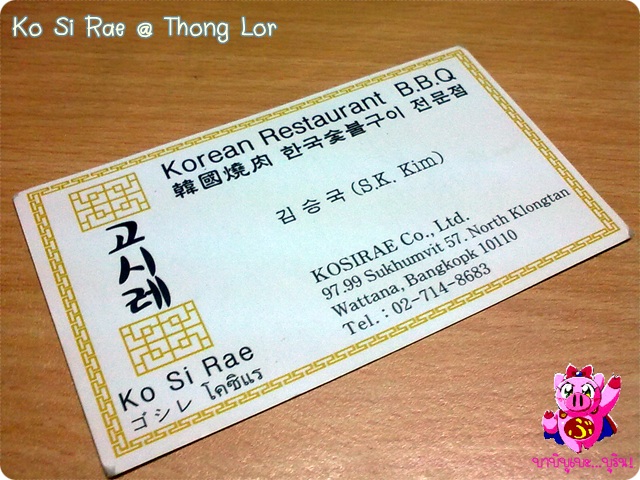 Ko Si Rae @ Thong Lor
Korean Restaurant B.B.Q
韓國燒肉 한국숯불구이 전문점
김승국 (S.K. Kim)
고시레
KOSIRAE Co., Ltd.
97.99 Sukhumvit 57. North Klongtan
Wattana, Bangkopk 10110
Tel. : 02-714-8683
Ko Si Rae
ゴシレ โคซิแร